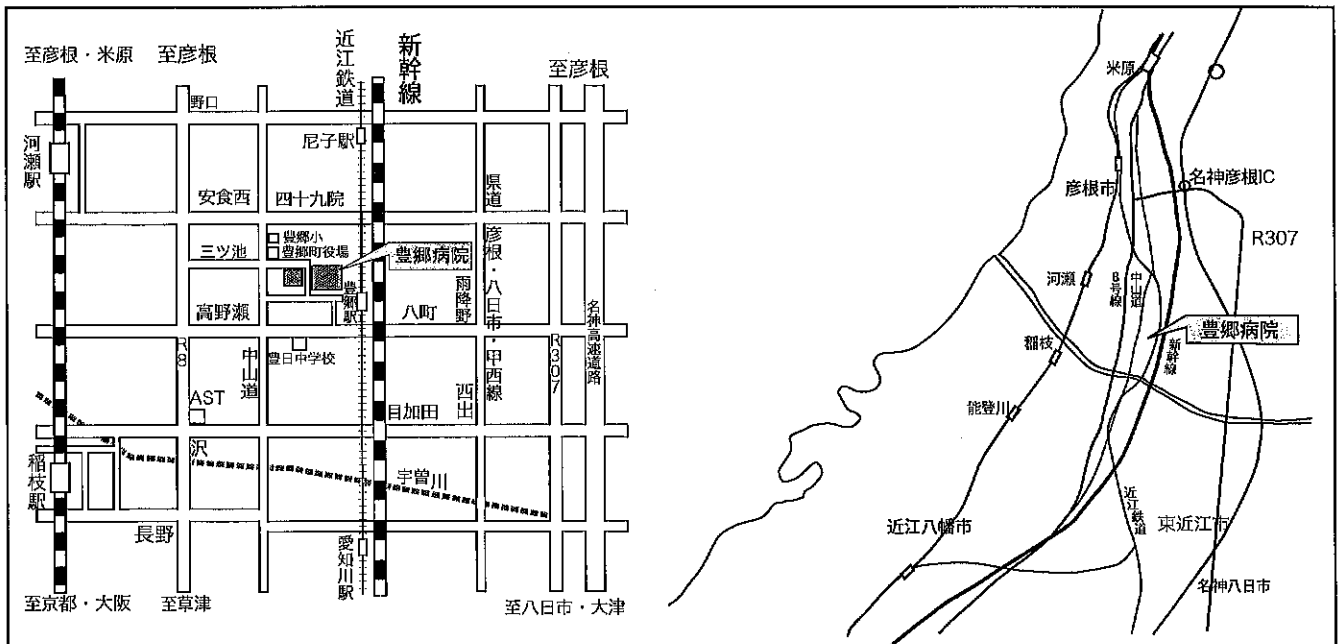 至彦根・米原
至彦根
近江鉄道
新幹線
至彦根
野口
河瀬駅
尼子駅
安食西
四十九院
県道 彦根・八日市・甲西線
三ツ池
豊郷小
豊郷町役場
豊郷病院
豊郷駅
高野瀬
八町
雨降野
名神高速道路
R8
中山道
豊日中学校
R307
AST
目加田
西出
沢
稲枝駅
宇曽川
長野
愛知川駅
至京都・大阪
至草津
至八日市・大津
米原
彦根市
名神彦根IC
R307
河瀬
8号線
中山道
豊郷病院
稲枝
新幹線
能登川
近江鉄道
近江八幡市
東近江市
名神八日市